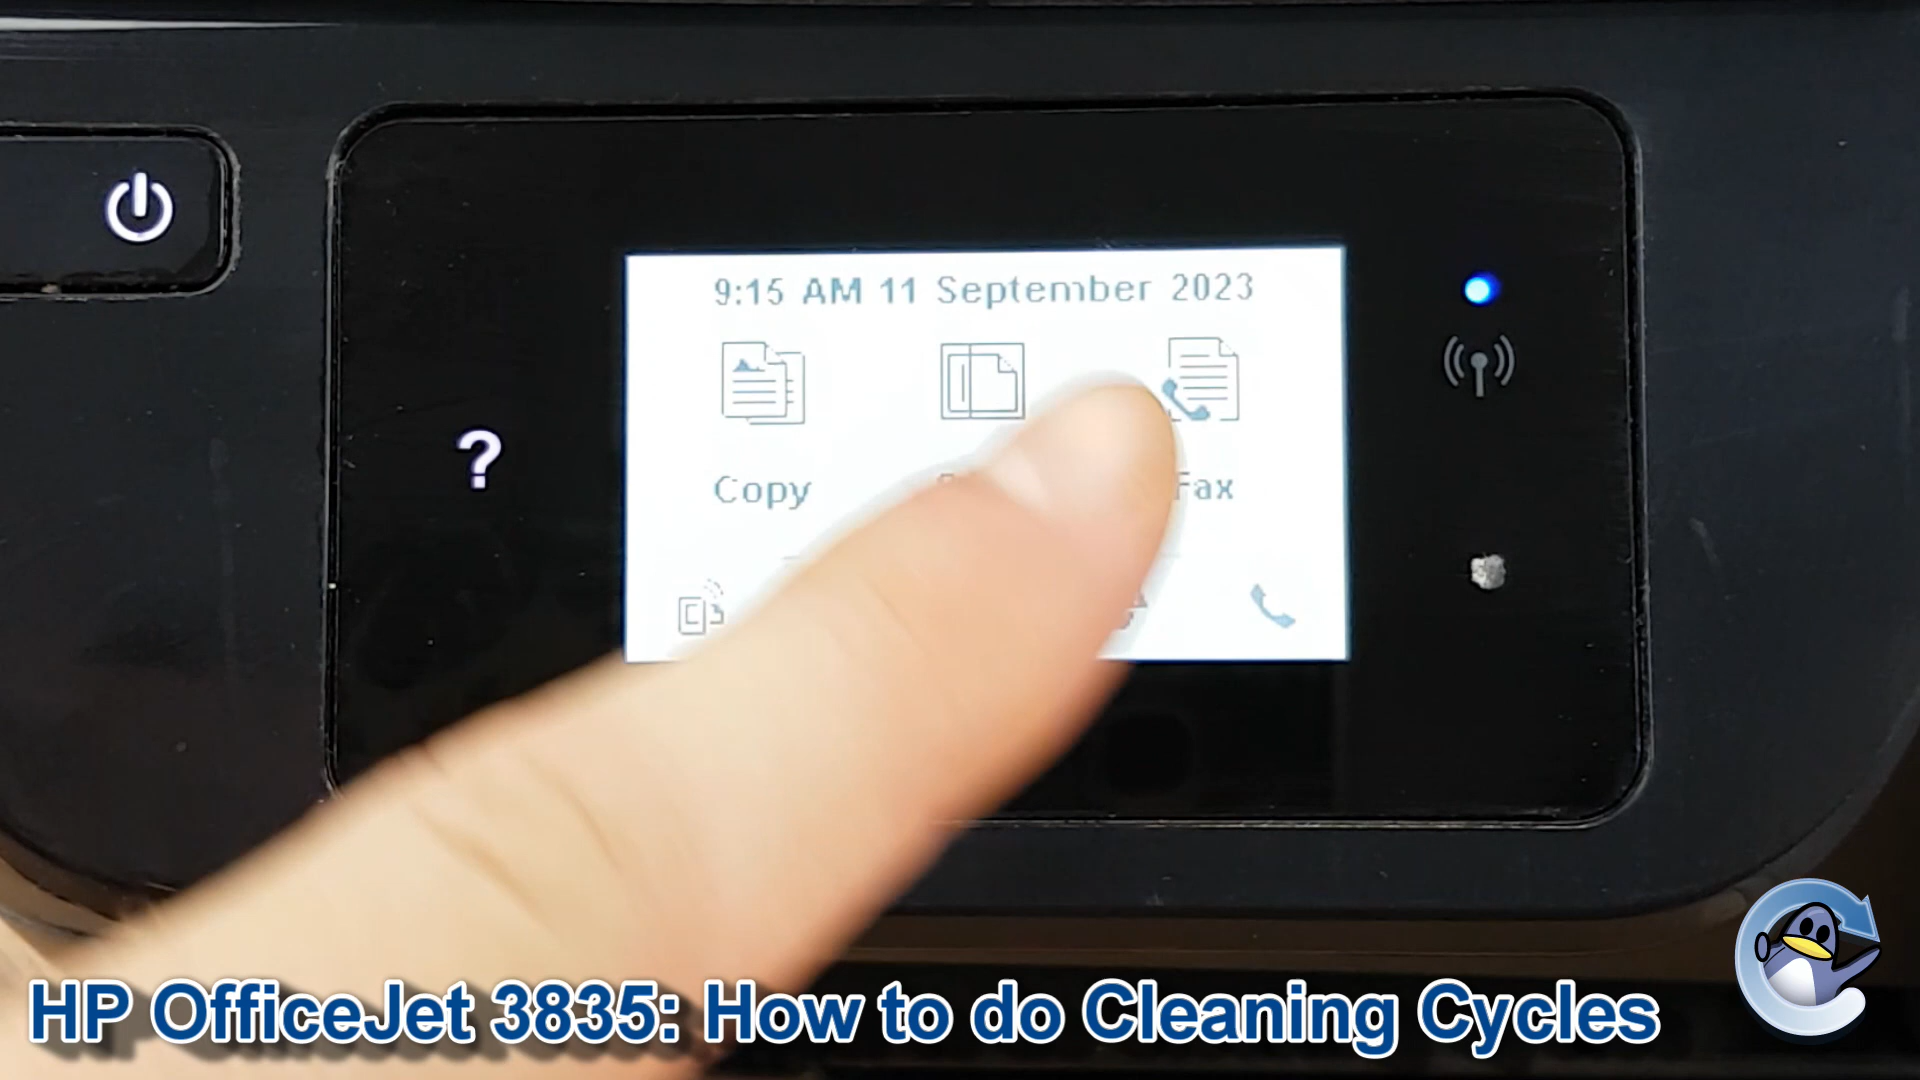 9:15 AM 11 September 2023
?
Copy
Fax
HP OfficeJet 3835: How to do Cleaning Cycles